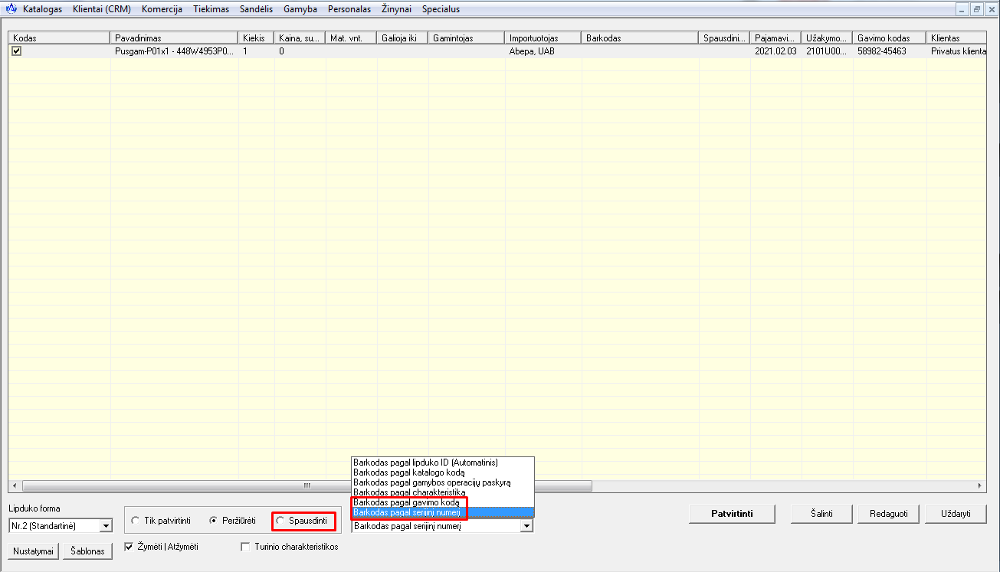 Katalogas Klientai (CRM) Komercija Tiekimas Sandėlis Gamyba Personalas Žinynai Specialus
Kodas Pavadinimas Kiekis Kaina, su... Mat. vnt. Galioja iki Gamintojas Importuotojas Barkodas Spausdini... Pajamavi... Užakymo... Gavimo kodas Klientas
Pusgam-P01x1 - 448W4953P0... 1 0 Abepa, UAB 2021.02.03 2101U00... 58982-45463 Privatus klienta
Barkodas pagal lipduko ID (Automatinis)
Barkodas pagal katalogo kodą
Barkodas pagal gamybos operacijų paskyrą
Barkodas pagal charakteristiką
Barkodas pagal gavimo kodą
Barkodas pagal serijinį numerį
Lipduko forma
Nr.2 (Standartinė) Tik patvirtinti Peržiūrėti Spausdinti Barkodas pagal serijinį numerį Patvirtinti Šalinti Redaguoti Uždaryti
Nustatymai Šablonas Žymėti | Atžymėti Turinio charakteristikos